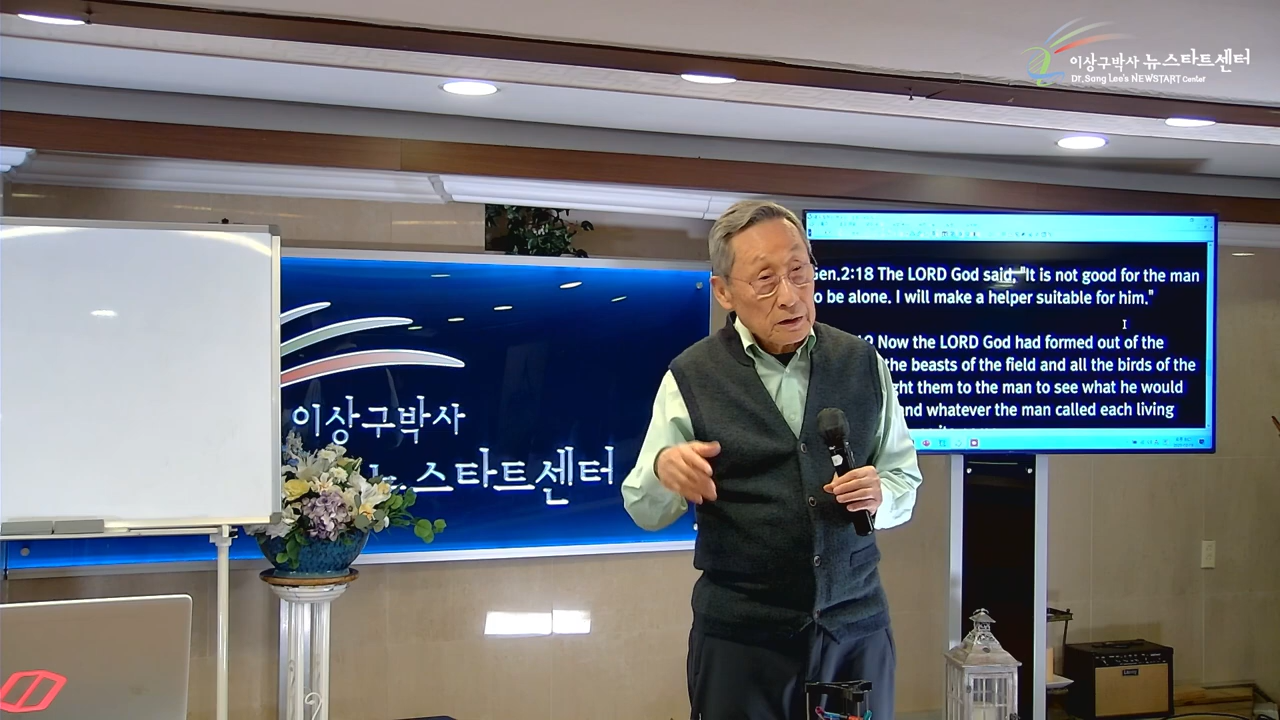 이상구박사 뉴스타트센터
Dr. Sang Lee's NEWSTART Center
Gen.2:18 The LORD God said, "It is not good for the man
to be alone. I will make a helper suitable for him."
Now the LORD God had formed out of the
the beasts of the field and all the birds of the
them to the man to see what he would
and whatever the man called each living
이상구박사
뉴스타트센터